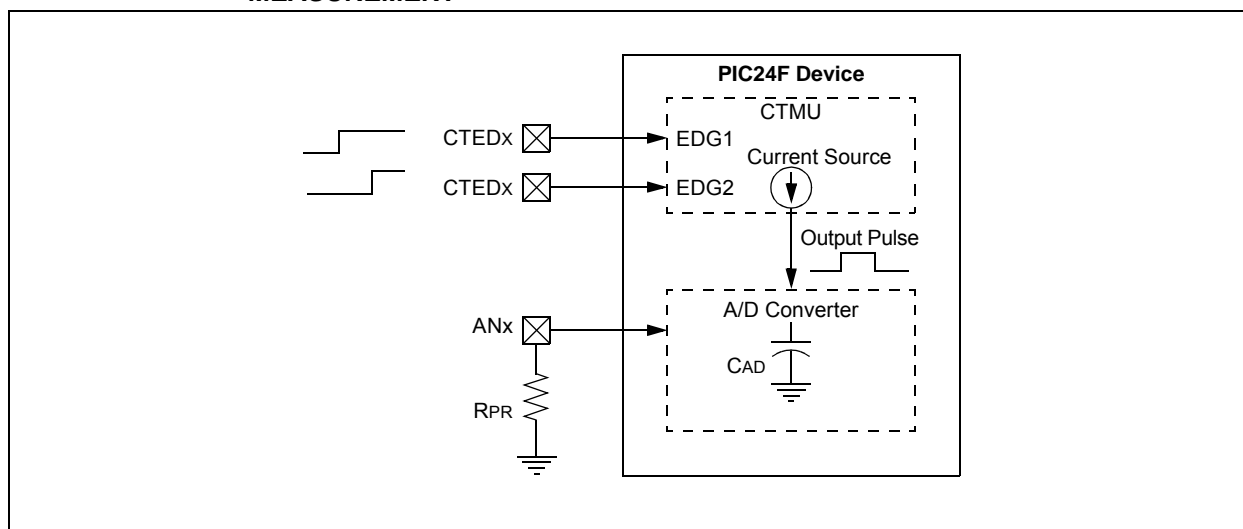 MEASUREMENT
PIC24F Device
CTMU
CTEDx
EDG1
Current Source
CTEDx
EDG2
Output Pulse
A/D Converter
ANx
CAD
RPR